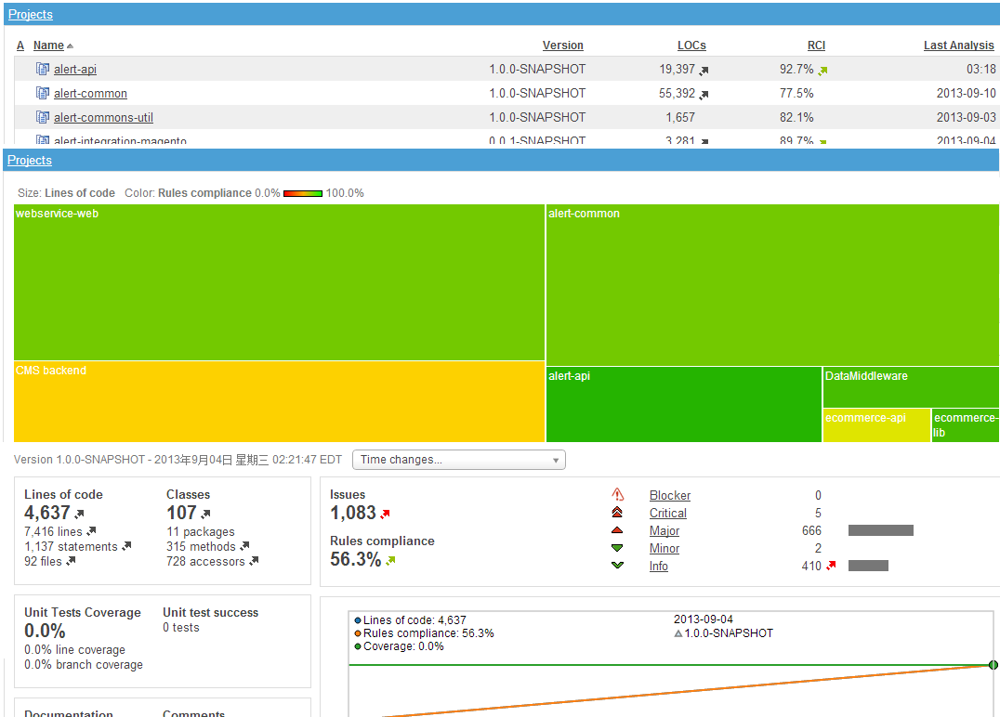 Projects
A Name Version LOCs RCI Last Analysis
alert-api 1.0.0-SNAPSHOT 19,397 92.7% 03:18
alert-common 1.0.0-SNAPSHOT 55,392 77.5% 2013-09-10
alert-commons-util 1.0.0-SNAPSHOT 1,657 82.1% 2013-09-03
alert-integration-magento 0.0.1-SNAPSHOT 3,281 89.7% 2013-09-04
Projects
Size: Lines of code Color: Rules compliance 0.0% 100.0%
webservice-web
alert-common
CMS backend
alert-api
DataMiddleware
ecommerce-api
ecommerce-
lib
Version 1.0.0-SNAPSHOT - 2013年9月04日 星期三 02:21:47 EDT Time changes...
Lines of code
4,637
7,416 lines
1,137 statements
92 files
Classes
107
11 packages
315 methods
728 accessors
Issues
1,083
Rules compliance
56.3%
Blocker 0
Critical 5
Major 666
Minor 2
Info 410
Unit Tests Coverage
0.0%
0.0% line coverage
0.0% branch coverage
Unit test success
0 tests
Lines of code: 4,637
Rules compliance: 56.3%
Coverage: 0.0%
2013-09-04
1.0.0-SNAPSHOT
Documentation
Comments